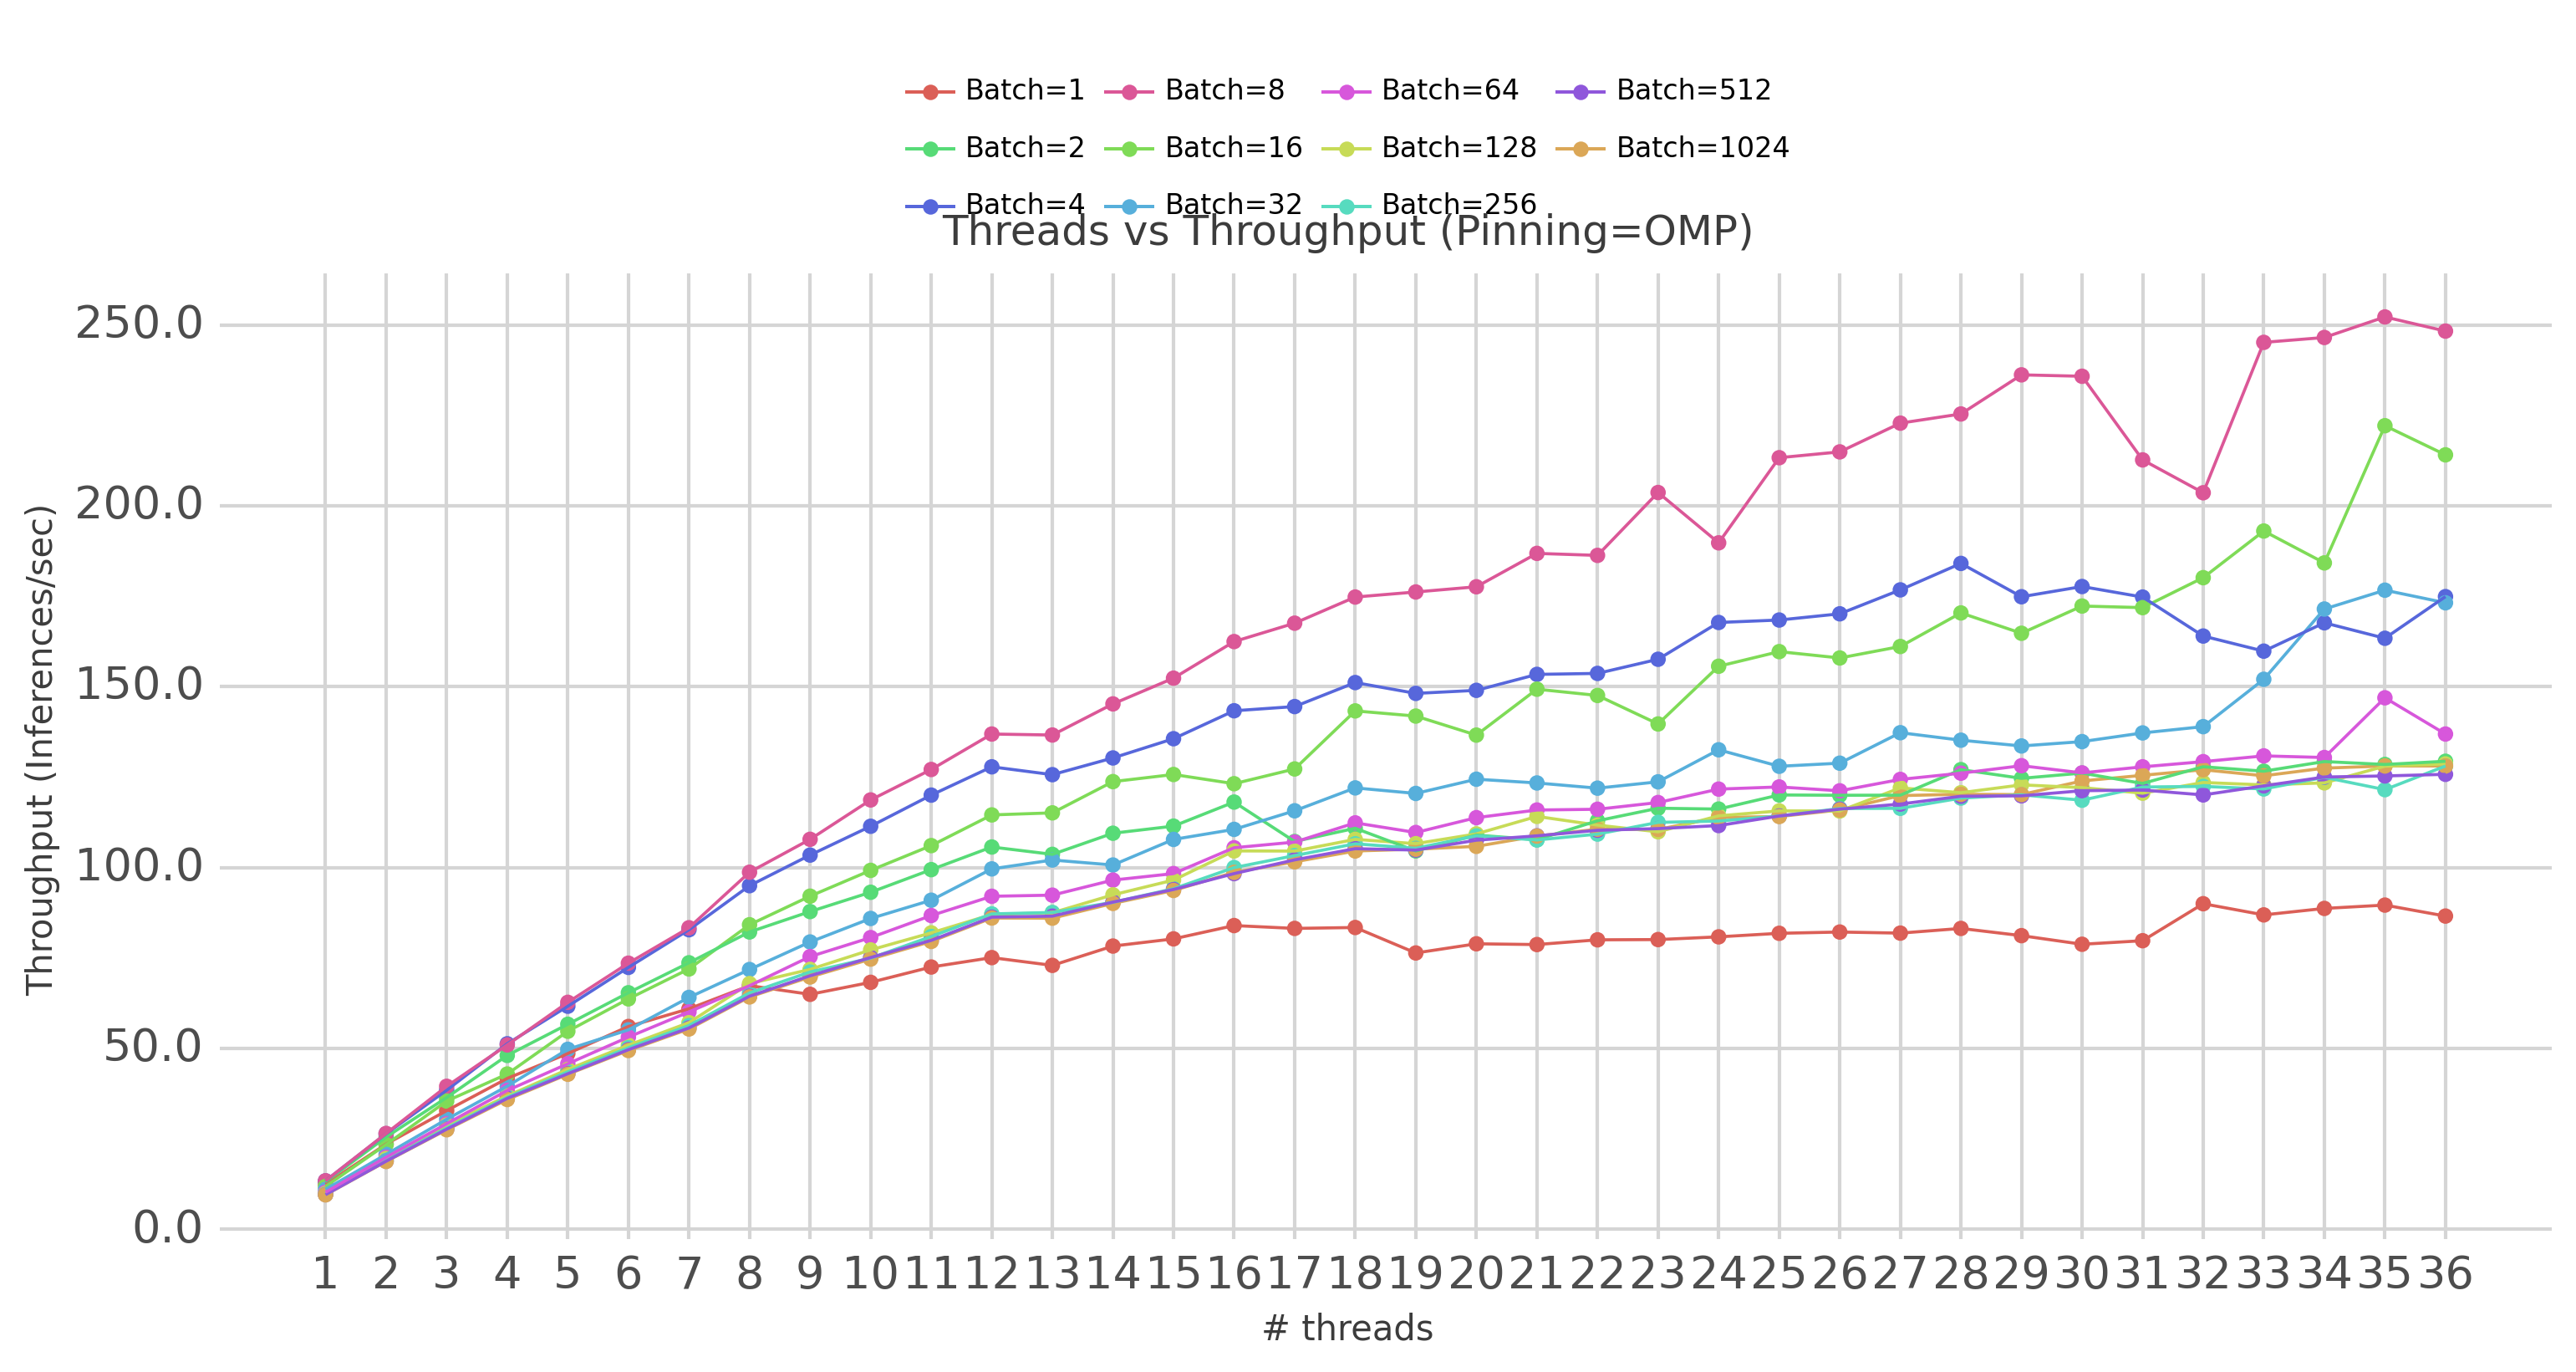 Batch=1 Batch=8 Batch=64 Batch=512
Batch=2 Batch=16 Batch=128 Batch=1024
Batch=4 Batch=32 Batch=256
Threads vs Throughput (Pinning=OMP)
250.0
200.0
150.0
100.0
50.0
0.0
Throughput (Inferences/sec)
1 2 3 4 5 6 7 8 9 10 11 12 13 14 15 16 17 18 19 20 21 22 23 24 25 26 27 28 29 30 31 32 33 34 35 36
# threads